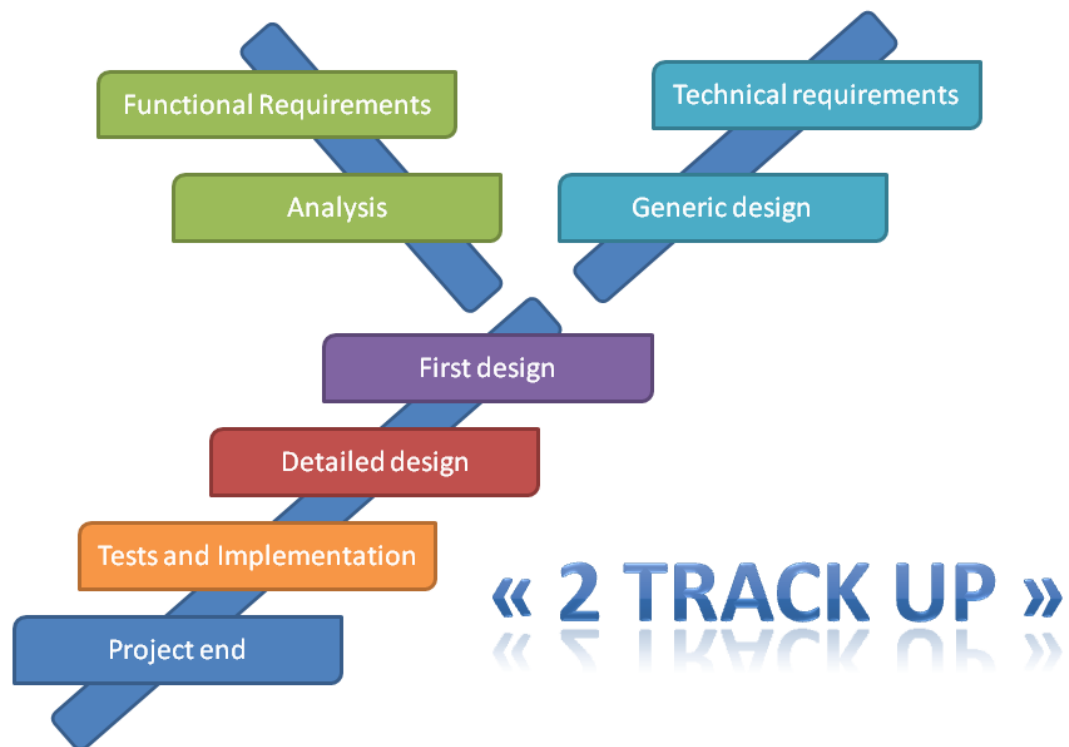 Functional Requirements
Technical requirements
Analysis
Generic design
First design
Detailed design
Tests and Implementation
Project end
« 2 TRACK UP »